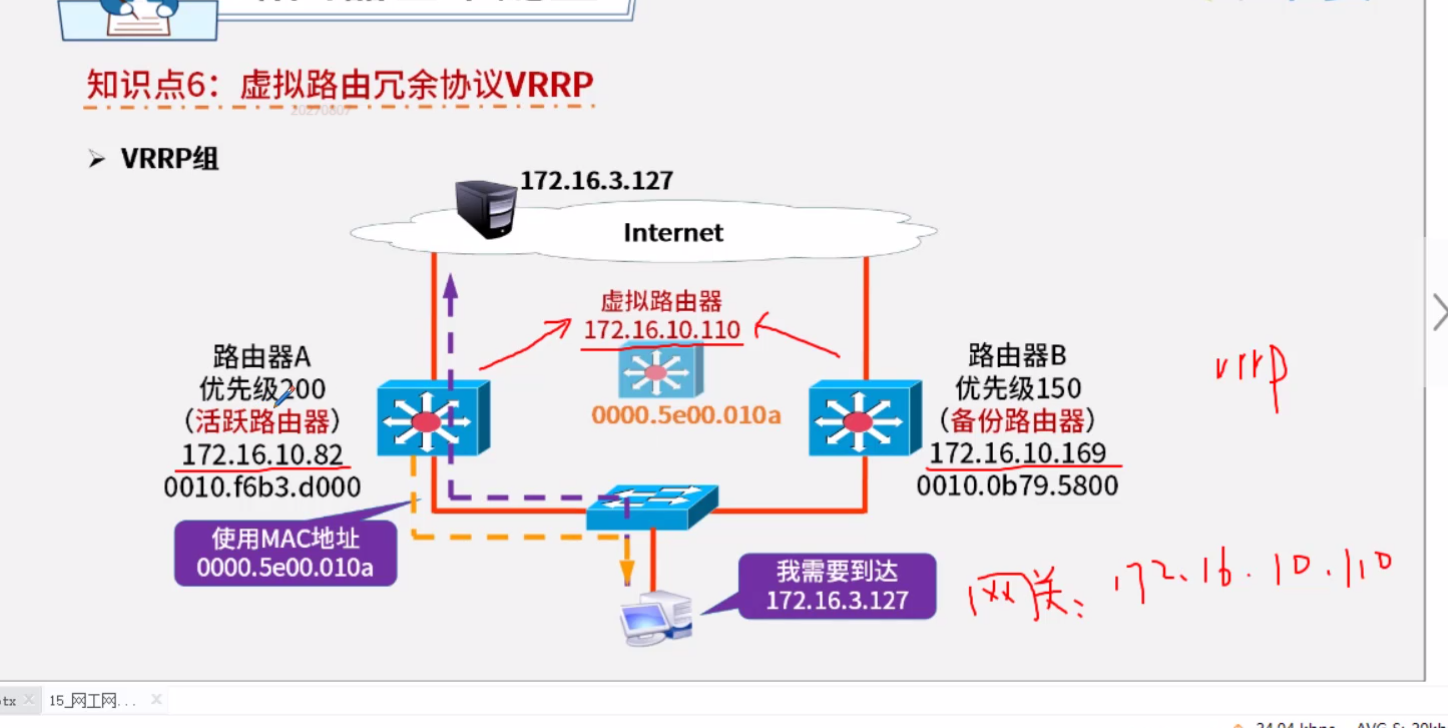 知识点6：虚拟路由冗余协议VRRP
20270807
➢ VRRP组
172.16.3.127
Internet
虚拟路由器
172.16.10.110
0000.5e00.010a
路由器A
优先级200
（活跃路由器）
172.16.10.82
0010.f6b3.d000
路由器B
优先级150
（备份路由器）
172.16.10.169
0010.0b79.5800
vrrp
使用MAC地址
0000.5e00.010a
我需要到达
172.16.3.127
网关: 172.16.10.110
tx
15_网工网...